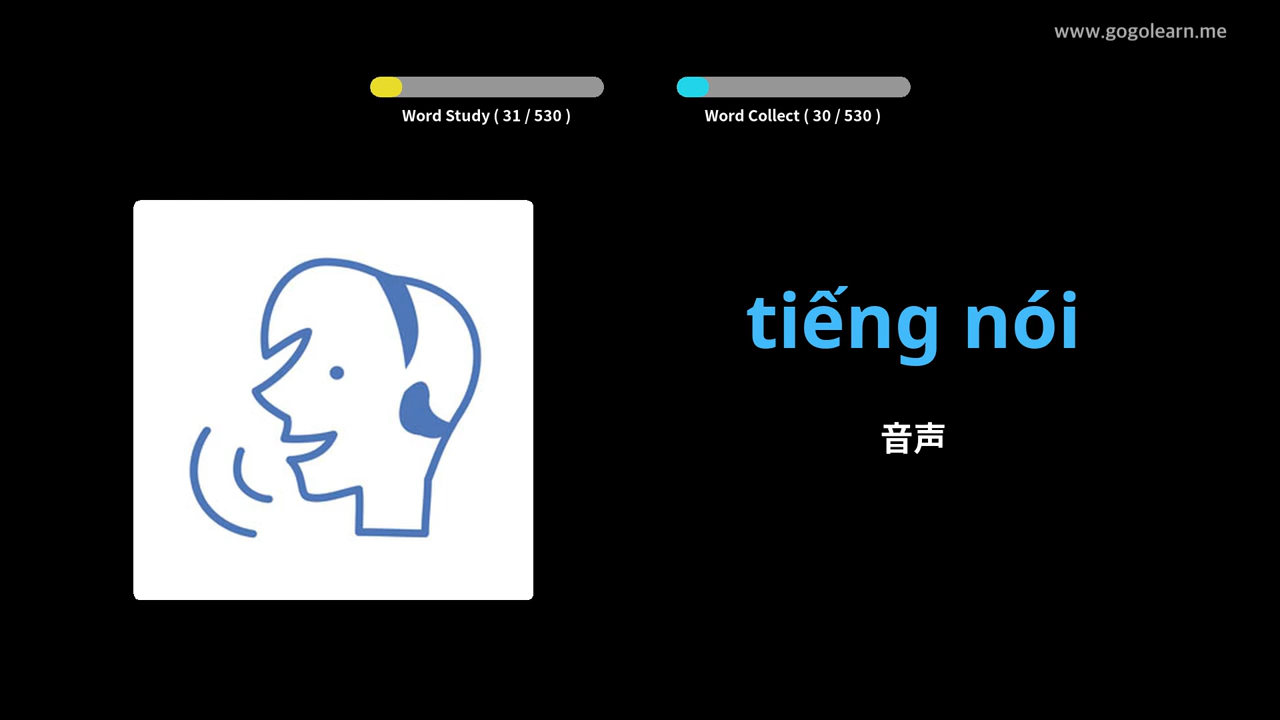 www.gogolearn.me
Word Study ( 31 / 530 )
Word Collect ( 30 / 530 )
tiếng nói
音声